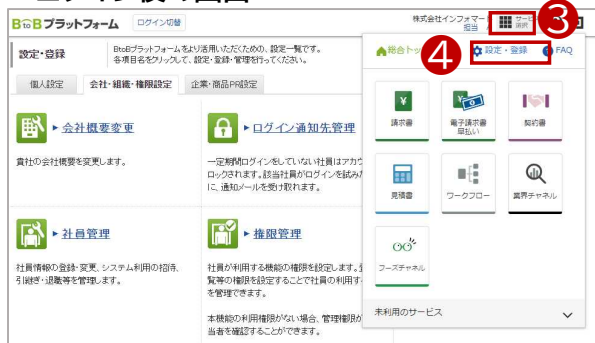 BtoBプラットフォーム ログイン切替
株式会社インフォマート
担当
サービス
選択
3
設定・登録
BtoBプラットフォームをより活用いただくための、設定一覧です。
各項目名をクリックして、設定・登録・管理を行ってください。
総合トップ
4
設定・登録
FAQ
個人設定 会社・組織・権限設定 企業・商品PR設定
会社概要変更
貴社の会社概要を変更します。
ログイン通知先管理
一定期間ログインをしていない社員はアカウ
ロックされます。該当社員がログインを試みた
に、通知メールを受け取れます。
社員管理
社員情報の登録・変更、システム利用の招待、
引継ぎ・退職等を管理します。
権限管理
社員が利用する機能の権限を設定します。
覧等の権限を設定することで社員の利用す
を管理できます。
本機能の利用権限がない場合、管理権限が
当者を確認することができます。
請求書
電子請求書
早払い
契約書
見積書
ワークフロー
業界チャネル
フーズチャネル
未利用のサービス